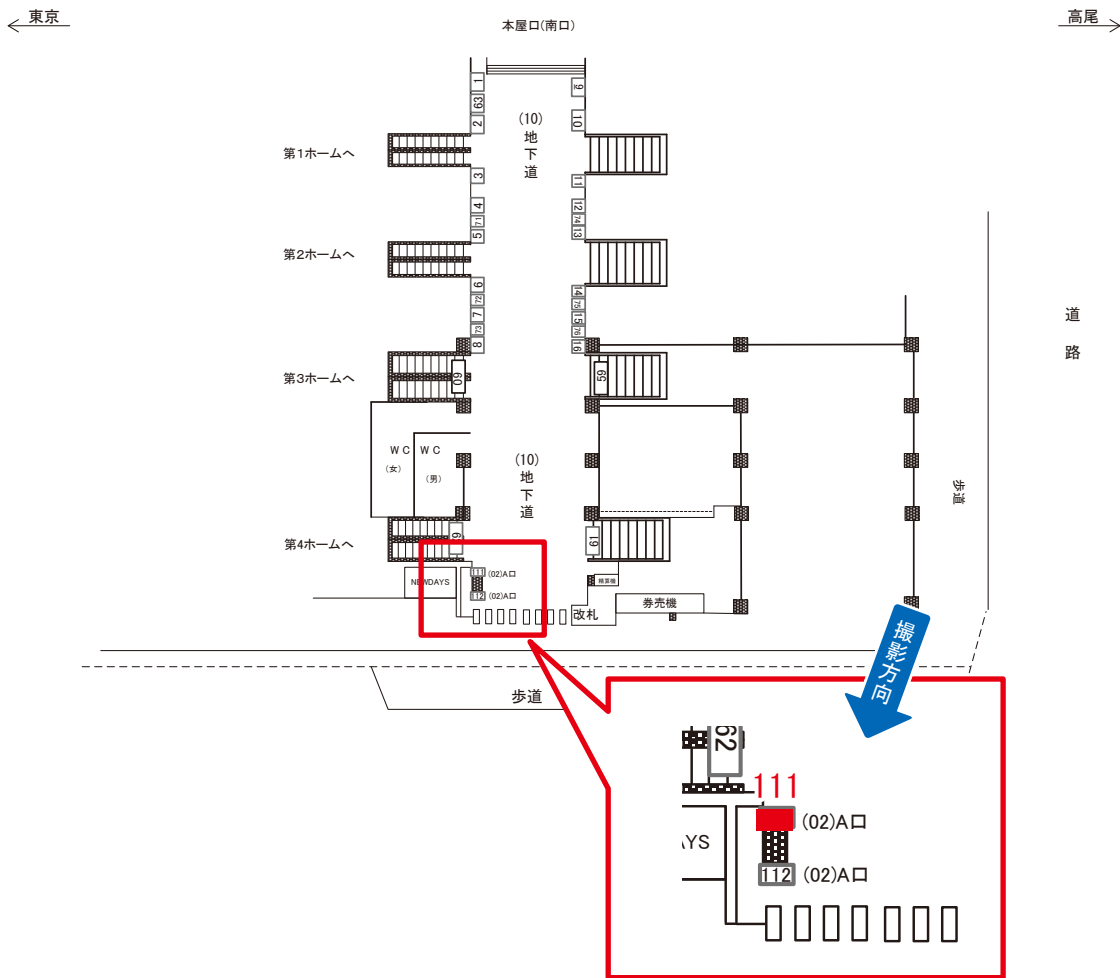 東京
本屋口(南口)
高尾
1
63
2
9
10
(10)
地
下
道
第1ホームへ
3
11
4
71
5
12
74
13
第2ホームへ
6
72
7
73
8
14
75
15
76
16
道
路
第3ホームへ
60
59
WC
(女)
WC
(男)
(10)
地
下
道
歩道
第4ホームへ
62
61
NEWDAYS
111
(02)A口
112
(02)A口
精算機
改札
券売機
歩道
撮影方向
62
111
(02)A口
AYS
112
(02)A口